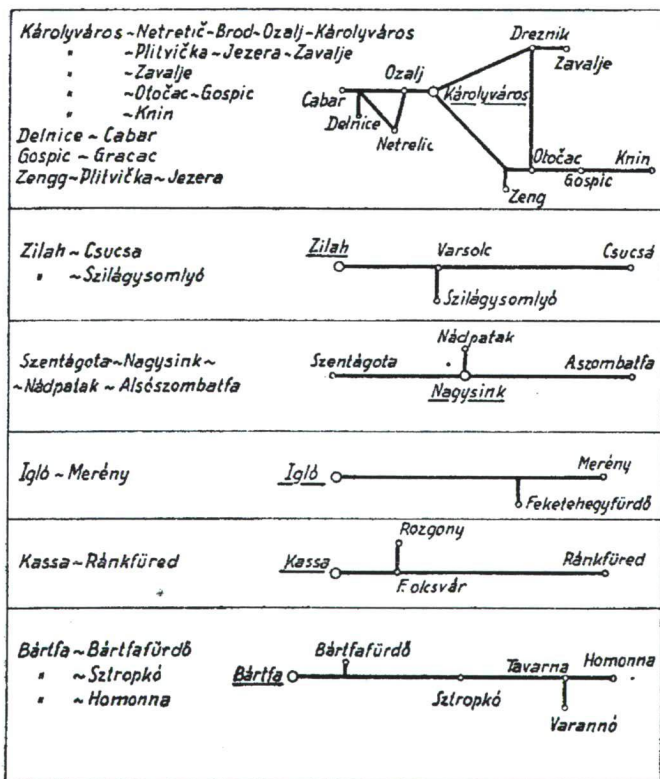 Károlyváros-Netretič-Brod-Ozalj-Károlyváros
" ~Plitvička-Jezera-Zavalje
" ~Zavalje
" ~Otočac-Gospic
" ~Knin
Delnice ~ Cabar
Gospic ~ Gracac
Zengg~Plitvička~Jezera
Dreznik
Zavalje
Ozalj
Cabar
Károlyváros
Delnice
Netrelic
Otočac
Knin
Gospic
Zeng
Zilah ~ Csucsa
" ~ Szilágysomlyó
Zilah
Varsolc
Csucsá
Szilágysomlyó
Szentágota~Nagysink~
~Nádpatak ~ Alsószombatfa
Nádpatak
Szentágota
Aszombatfa
Nagysink
Igló ~ Merény
Igló
Merény
Feketehegyfürdő
Kassa~Ránkfüred
Rozgony
Kassa
Ránkfüred
F.olcsvár
Bártfa~Bártfafürdő
" ~Sztropkó
" ~Homonna
Bártfafürdő
Bártfa
Tavarna
Homonna
Sztropkó
Varannó